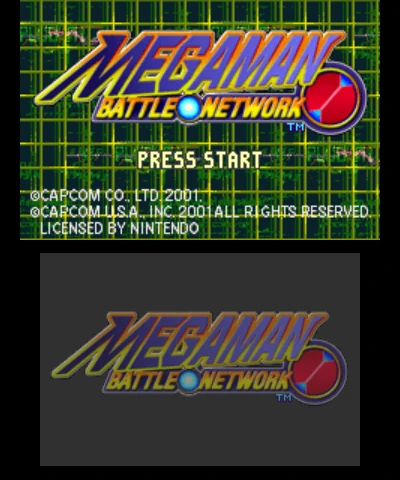 MEGAMAN
BATTLE NETWORK
TM
PRESS START
©CAPCOM CO., LTD. 2001.
©CAPCOM U.S.A., INC. 2001 ALL RIGHTS RESERVED.
LICENSED BY NINTENDO
MEGAMAN
BATTLE NETWORK
TM